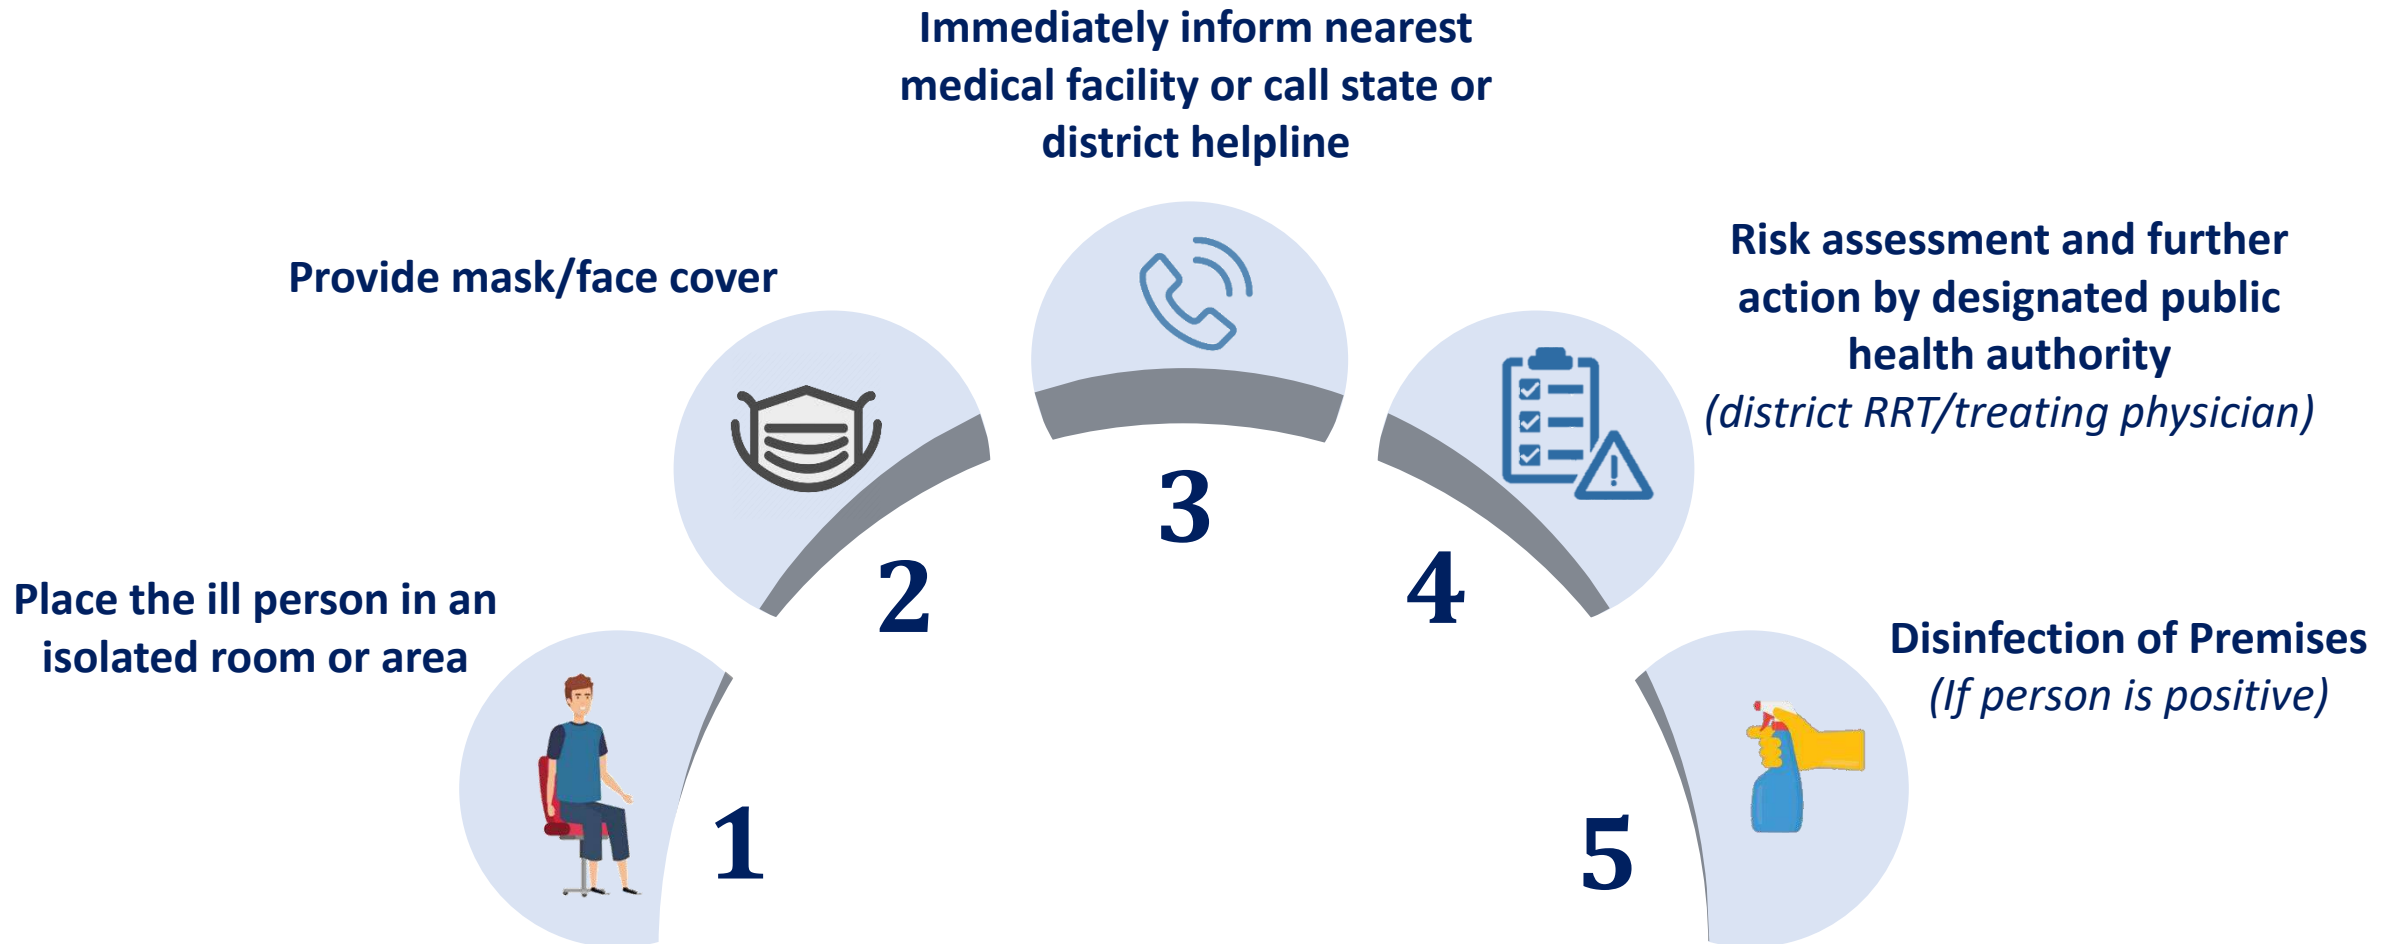 Place the ill person in an
isolated room or area
1
Provide mask/face cover
2
Immediately inform nearest
medical facility or call state or
district helpline
3
Risk assessment and further
action by designated public
health authority
(district RRT/treating physician)
4
Disinfection of Premises
(If person is positive)
5